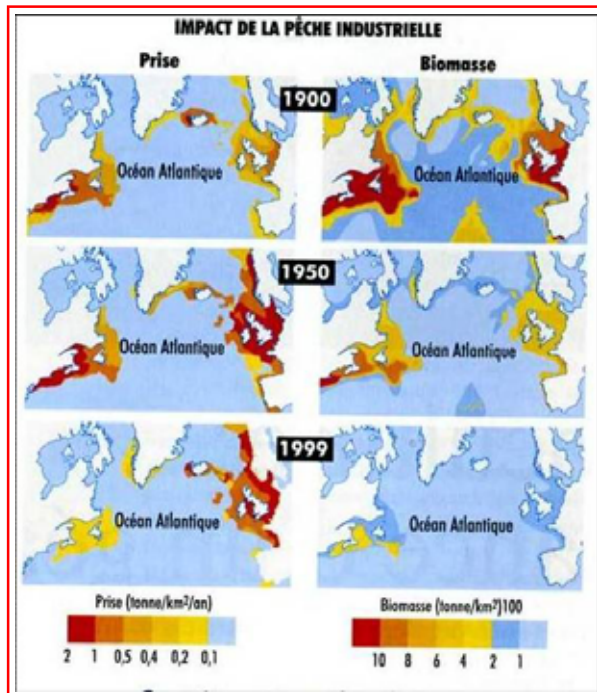 IMPACT DE LA PÊCHE INDUSTRIELLE
Prise Biomasse
1900
Océan Atlantique Océan Atlantique
1950
Océan Atlantique Océan Atlantique
1999
Océan Atlantique Océan Atlantique
Prise (tonne/km²/an) Biomasse (tonne/km²)100
2 1 0,5 0,4 0,2 0,1 10 8 6 4 2 1